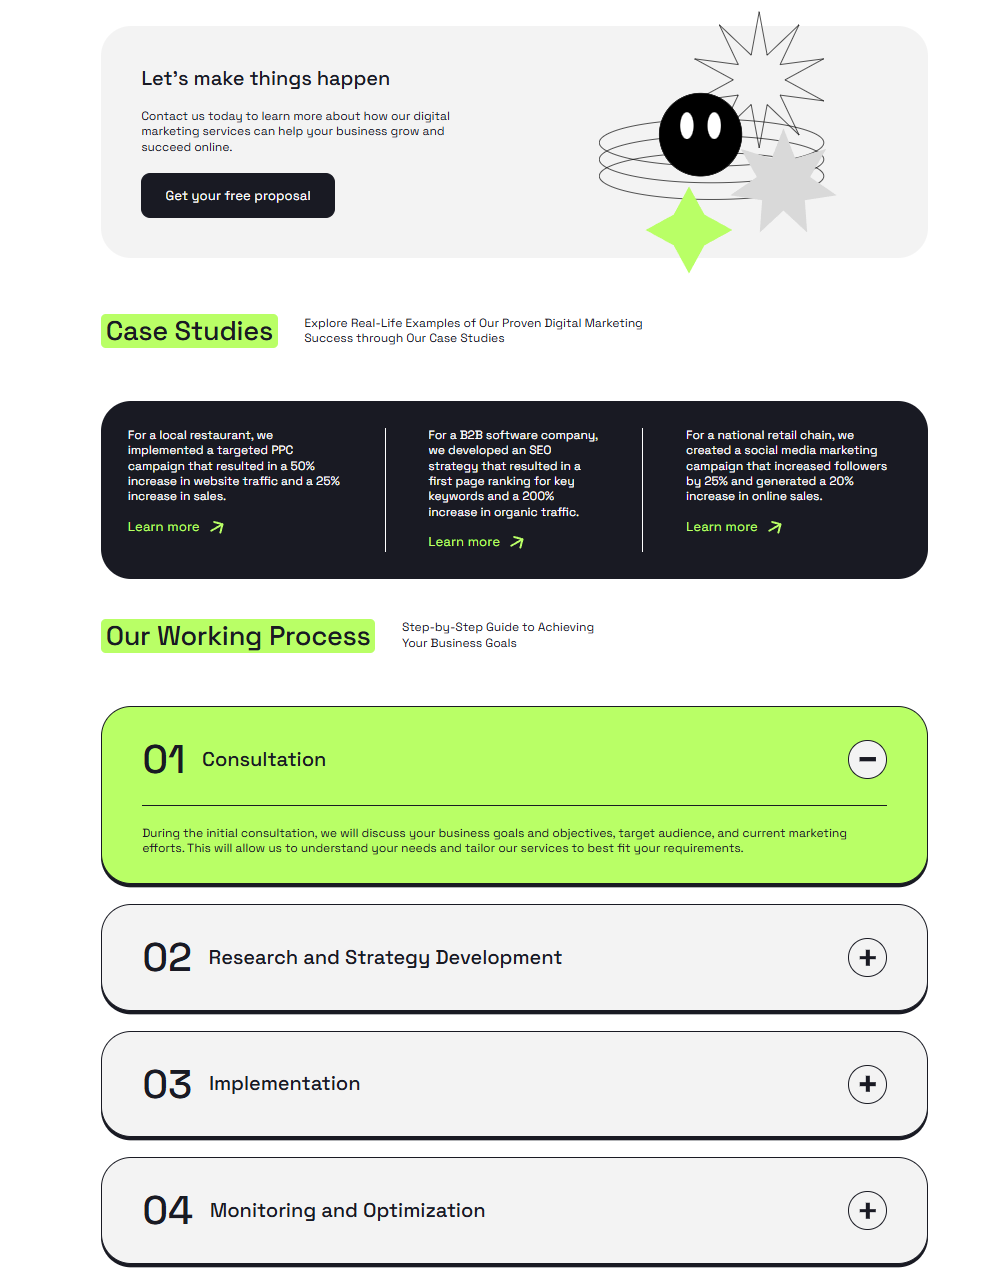 Let's make things happen
Contact us today to learn more about how our digital
marketing services can help your business grow and
succeed online.
Get your free proposal
Case Studies
Explore Real-Life Examples of Our Proven Digital Marketing
Success through Our Case Studies
For a local restaurant, we
implemented a targeted PPC
campaign that resulted in a 50%
increase in website traffic and a 25%
increase in sales.
Learn more
For a B2B software company,
we developed an SEO
strategy that resulted in a
first page ranking for key
keywords and a 200%
increase in organic traffic.
Learn more
For a national retail chain, we
created a social media marketing
campaign that increased followers
by 25% and generated a 20%
increase in online sales.
Learn more
Our Working Process
Step-by-Step Guide to Achieving
Your Business Goals
01 Consultation
During the initial consultation, we will discuss your business goals and objectives, target audience, and current marketing
efforts. This will allow us to understand your needs and tailor our services to best fit your requirements.
02 Research and Strategy Development
03 Implementation
04 Monitoring and Optimization